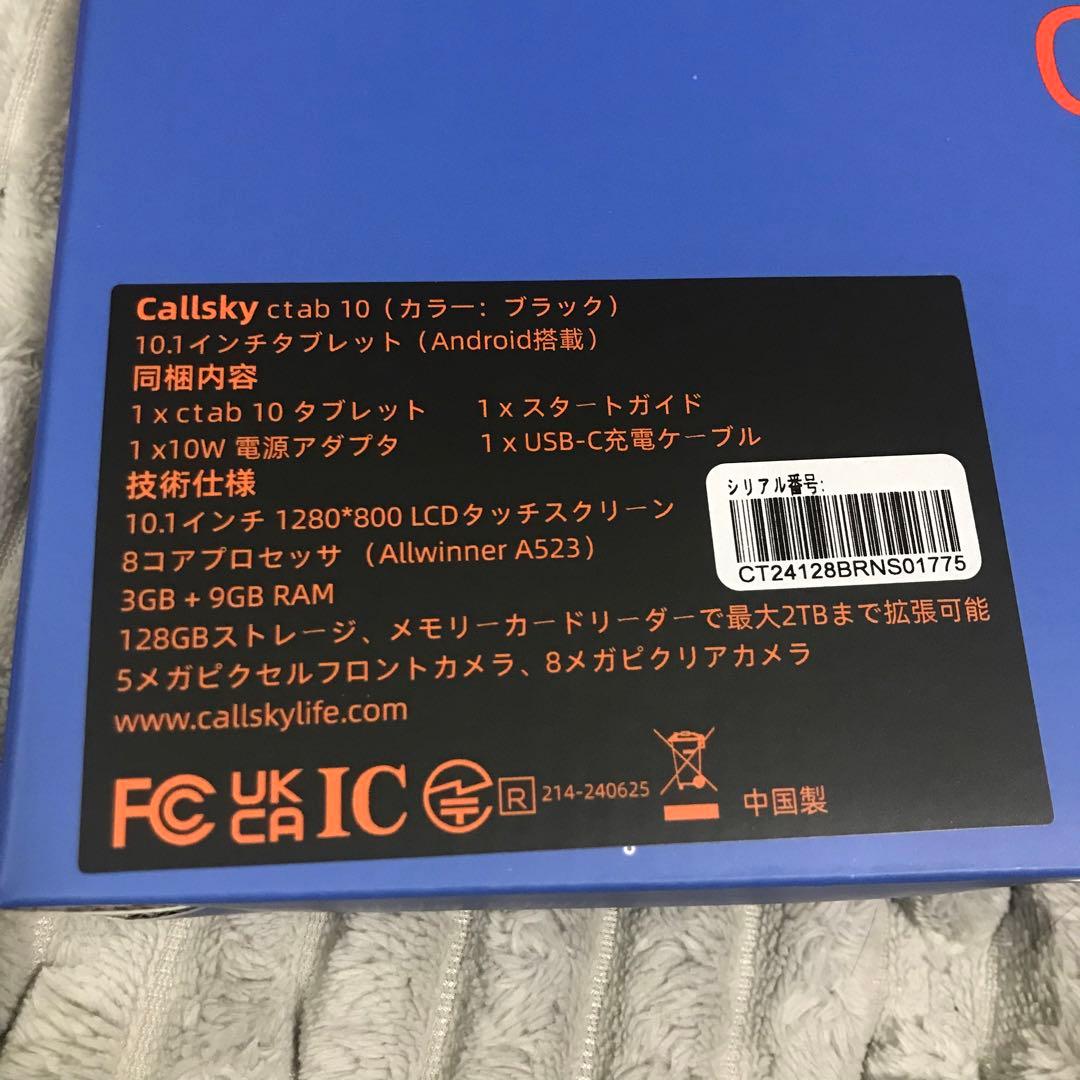 Callsky ctab 10（カラー：ブラック）
10.1インチタブレット（Android搭載）
同梱内容
1 x ctab 10 タブレット 1 x スタートガイド
1 x10W 電源アダプタ 1 x USB-C充電ケーブル
技術仕様
10.1インチ 1280*800 LCDタッチスクリーン
8コアプロセッサ （Allwinner A523）
3GB + 9GB RAM
128GBストレージ、メモリーカードリーダーで最大2TBまで拡張可能
5メガピクセルフロントカメラ、8メガピクリアカメラ
www.callskylife.com
シリアル番号:
CT24128BRNS01775
FC UK CA IC R 214-240625 中国製